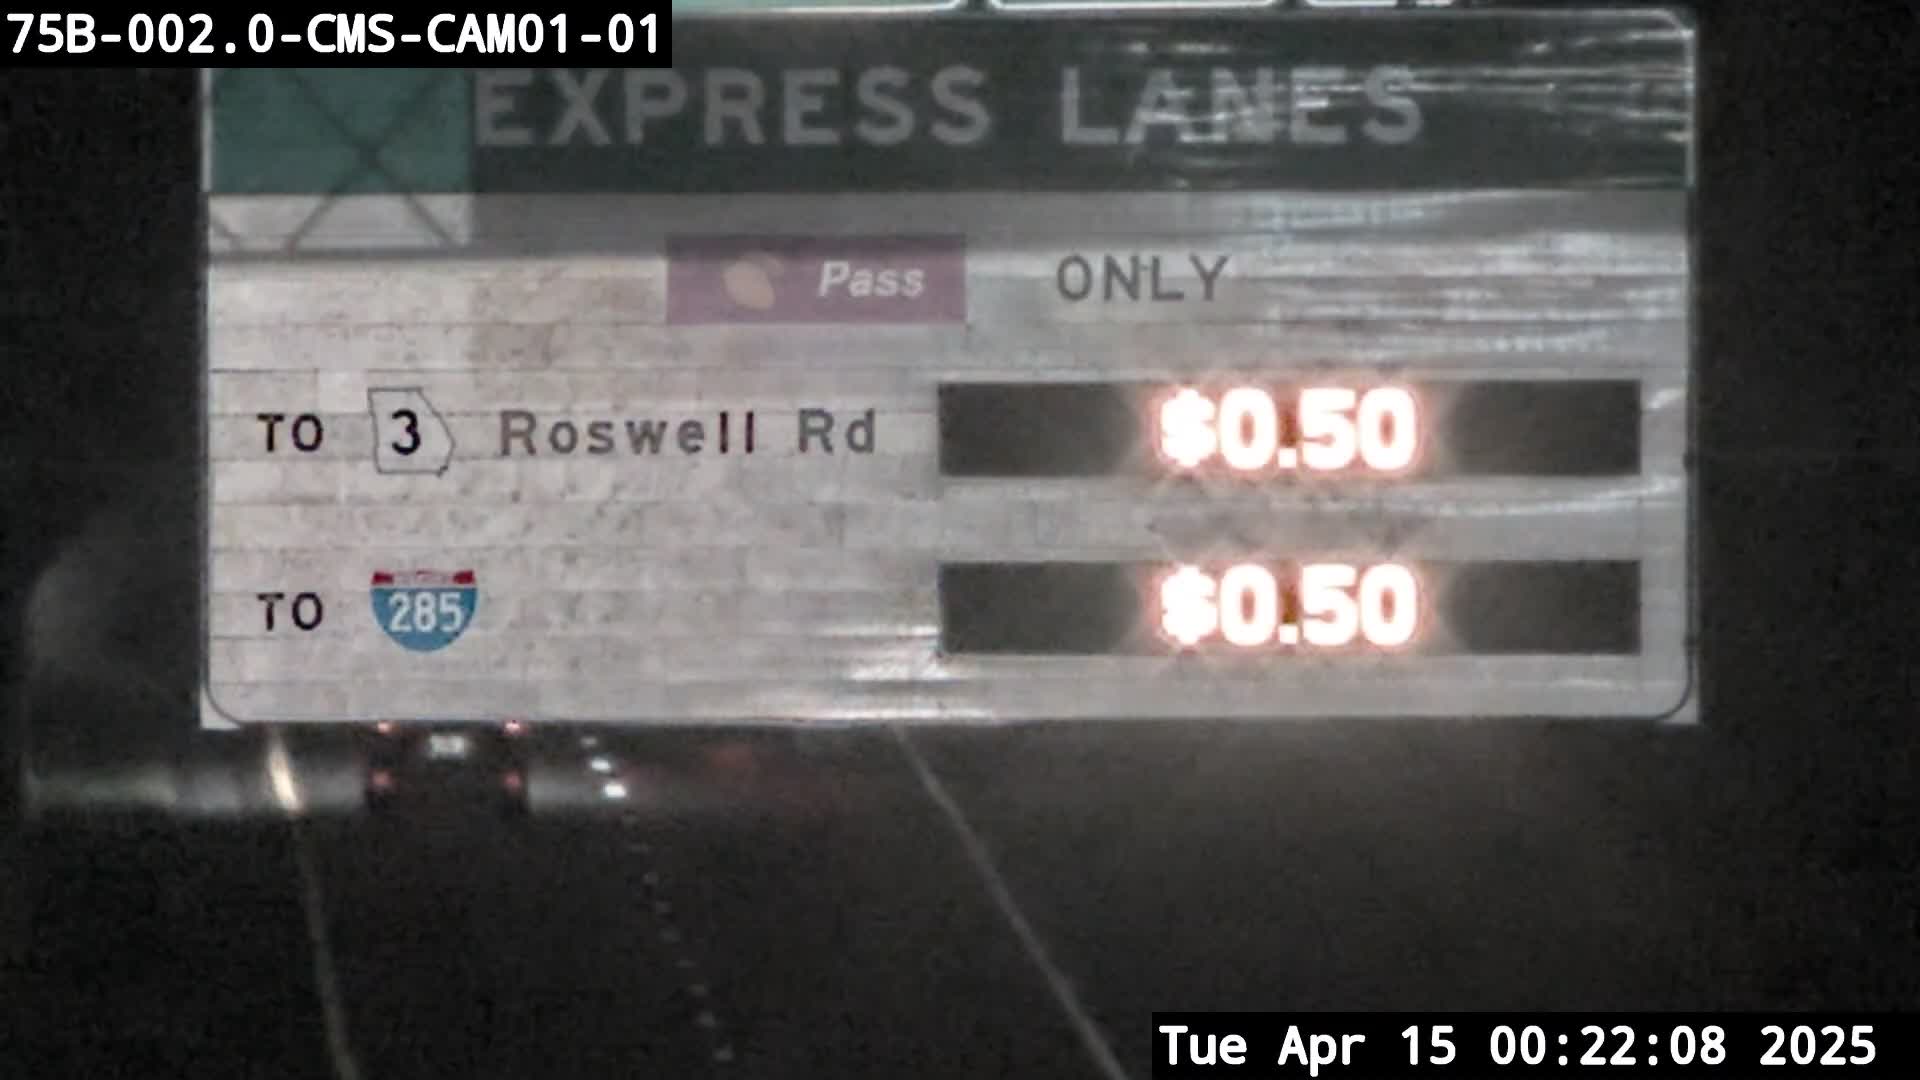 75B-002.0-CMS-CAM01-01
EXPRESS LANES
Pass ONLY
TO 3 Roswell Rd $0.50
TO 285 $0.50
Tue Apr 15 00:22:08 2025